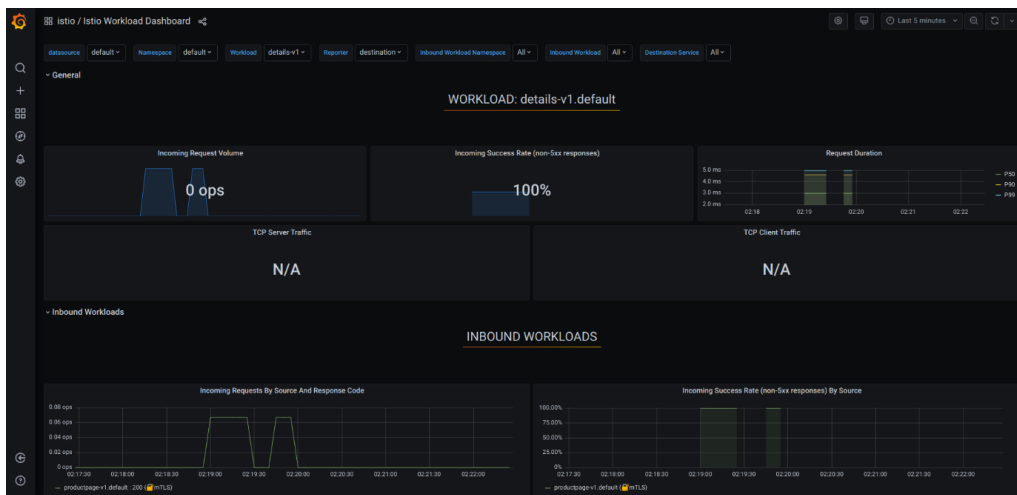 istio / Istio Workload Dashboard
Last 5 minutes
datasource default Namespace default Workload details-v1 Reporter destination Inbound Workload Namespace All Inbound Workload All Destination Service All
General
WORKLOAD: details-v1.default
Incoming Request Volume
0 ops
Incoming Success Rate (non-5xx responses)
100%
Request Duration
5.0 ms
4.0 ms
3.0 ms
2.0 ms
02:18 02:19 02:20 02:21 02:22
P50
P90
P99
TCP Server Traffic
N/A
TCP Client Traffic
N/A
Inbound Workloads
INBOUND WORKLOADS
Incoming Requests By Source And Response Code
0.08 ops
0.06 ops
0.04 ops
0.02 ops
0 ops
02:17:30 02:18:00 02:18:30 02:19:00 02:19:30 02:20:00 02:20:30 02:21:00 02:21:30 02:22:00
productpage-v1.default : 200 (🔐mTLS)
Incoming Success Rate (non-5xx responses) By Source
100.00%
75.00%
50.00%
25.00%
0%
02:17:30 02:18:00 02:18:30 02:19:00 02:19:30 02:20:00 02:20:30 02:21:00 02:21:30 02:22:00
productpage-v1.default (🔐mTLS)